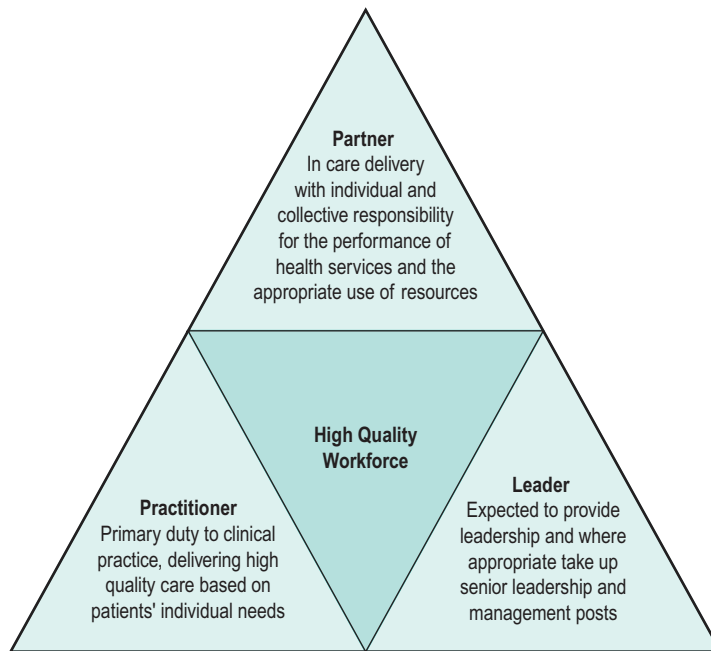 Partner
In care delivery
with individual and
collective responsibility
for the performance of
health services and the
appropriate use of resources
High Quality
Workforce
Practitioner
Primary duty to clinical
practice, delivering high
quality care based on
patients' individual needs
Leader
Expected to provide
leadership and where
appropriate take up
senior leadership and
management posts